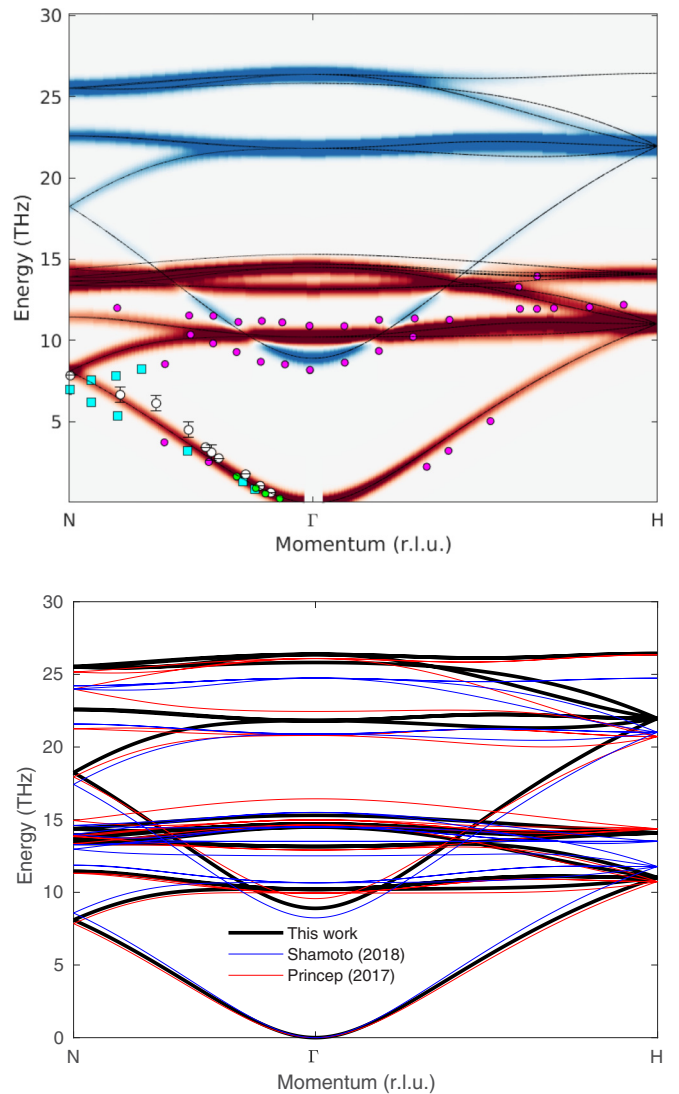 30
25
20
15
10
5
Energy (THz)
N Γ H
Momentum (r.l.u.)
30
25
20
15
10
5
0
Energy (THz)
This work
Shamoto (2018)
Princep (2017)
N Γ H
Momentum (r.l.u.)